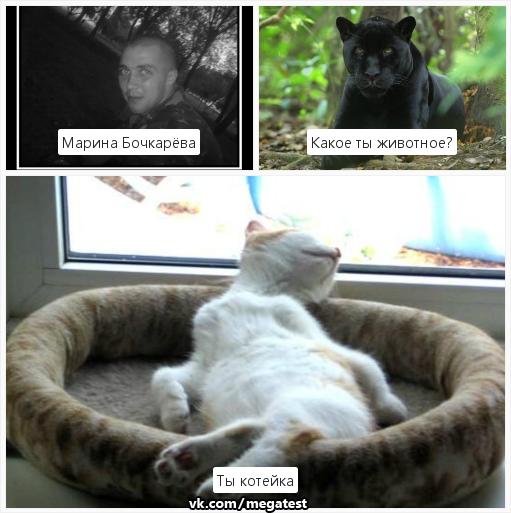 Марина Бочкарёва
Какое ты животное?
Ты котейка
vk.com/megatest